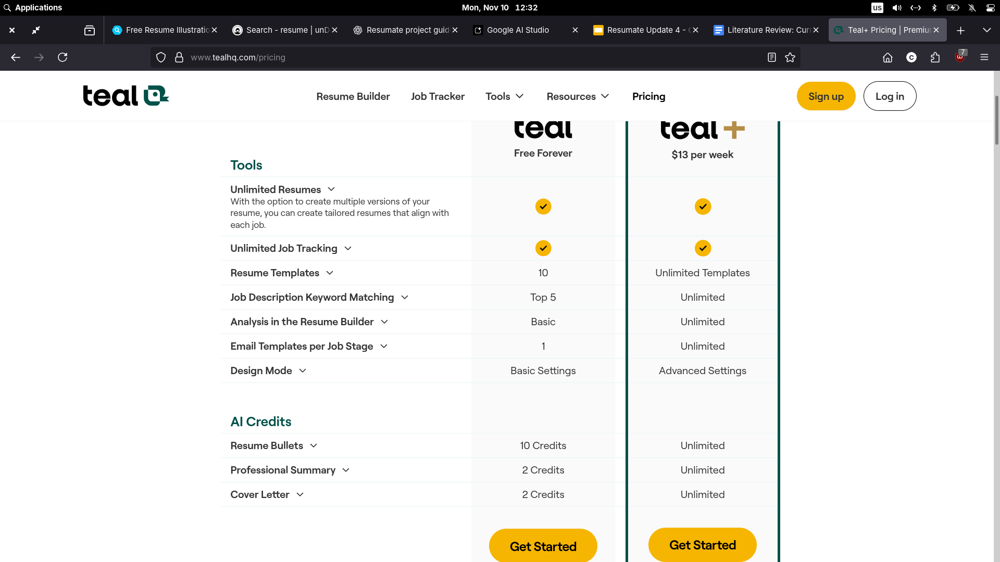 Applications
Mon, Nov 10 12:32
us
Free Resume Illustratio
Search - resume | unD
Resumate project guid
Google AI Studio
Resumate Update 4 -
Literature Review: Curr
Teal+ Pricing | Premiu
www.tealhq.com/pricing
C
7
teal
Resume Builder
Job Tracker
Tools
Resources
Pricing
Sign up
Log in
teal
teal +
Free Forever
$13 per week
Tools
Unlimited Resumes
With the option to create multiple versions of your
resume, you can create tailored resumes that align with
each job.
Unlimited Job Tracking
Resume Templates 10 Unlimited Templates
Job Description Keyword Matching Top 5 Unlimited
Analysis in the Resume Builder Basic Unlimited
Email Templates per Job Stage 1 Unlimited
Design Mode Basic Settings Advanced Settings
AI Credits
Resume Bullets 10 Credits Unlimited
Professional Summary 2 Credits Unlimited
Cover Letter 2 Credits Unlimited
Get Started
Get Started